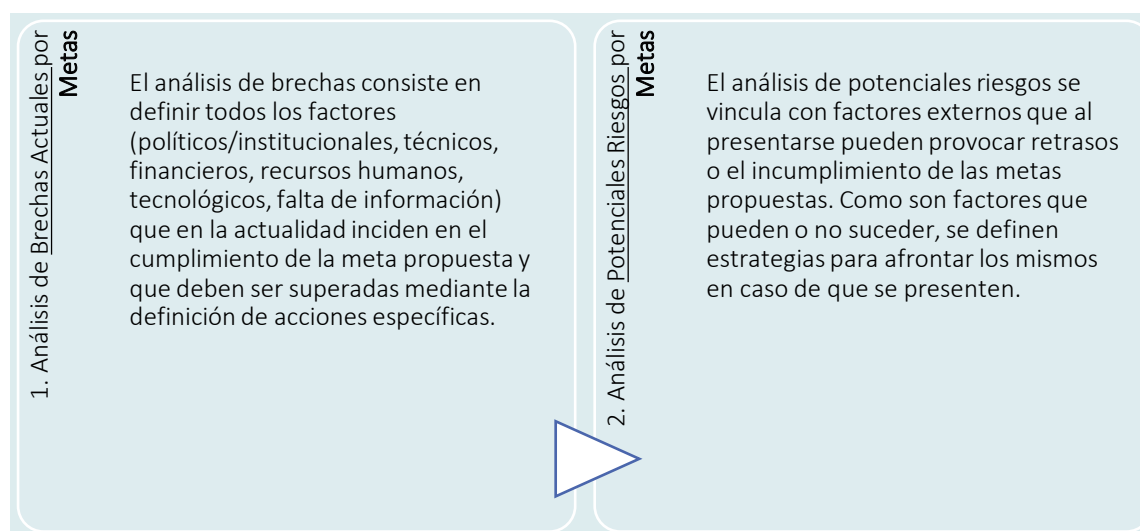 1. Análisis de Brechas Actuales por
Metas
El análisis de brechas consiste en
definir todos los factores
(políticos/institucionales, técnicos,
financieros, recursos humanos,
tecnológicos, falta de información)
que en la actualidad inciden en el
cumplimiento de la meta propuesta y
que deben ser superadas mediante la
definición de acciones específicas.
2. Análisis de Potenciales Riesgos por
Metas
El análisis de potenciales riesgos se
vincula con factores externos que al
presentarse pueden provocar retrasos
o el incumplimiento de las metas
propuestas. Como son factores que
pueden o no suceder, se definen
estrategias para afrontar los mismos
en caso de que se presenten.